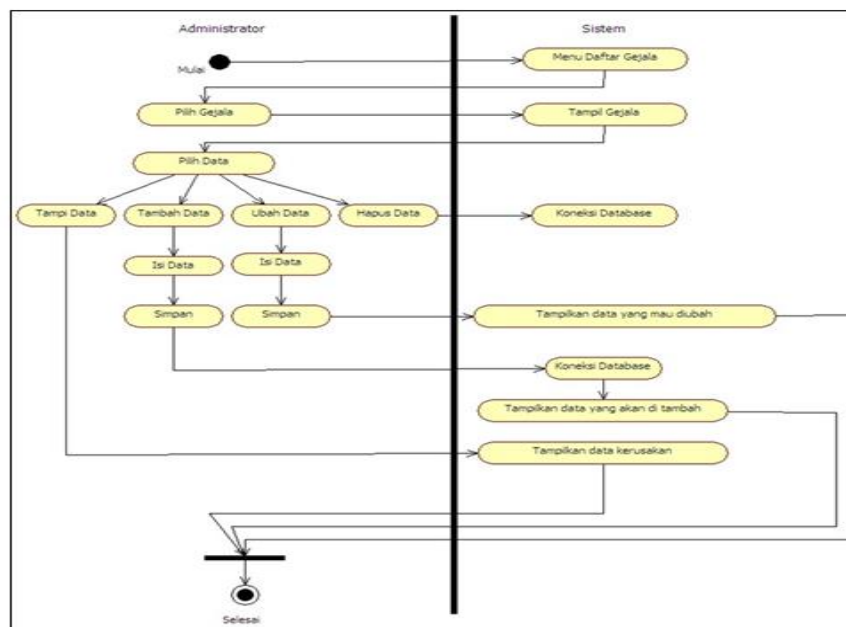 Administrator
Sistem
Mulai
Menu Daftar Gejala
Pilih Gejala
Tampil Gejala
Pilih Data
Tampi Data
Tambah Data
Ubah Data
Hapus Data
Koneksi Database
Isi Data
Isi Data
Simpan
Simpan
Tampilkan data yang mau diubah
Koneksi Database
Tampilkan data yang akan di tambah
Tampilkan data kerusakan
Selesai